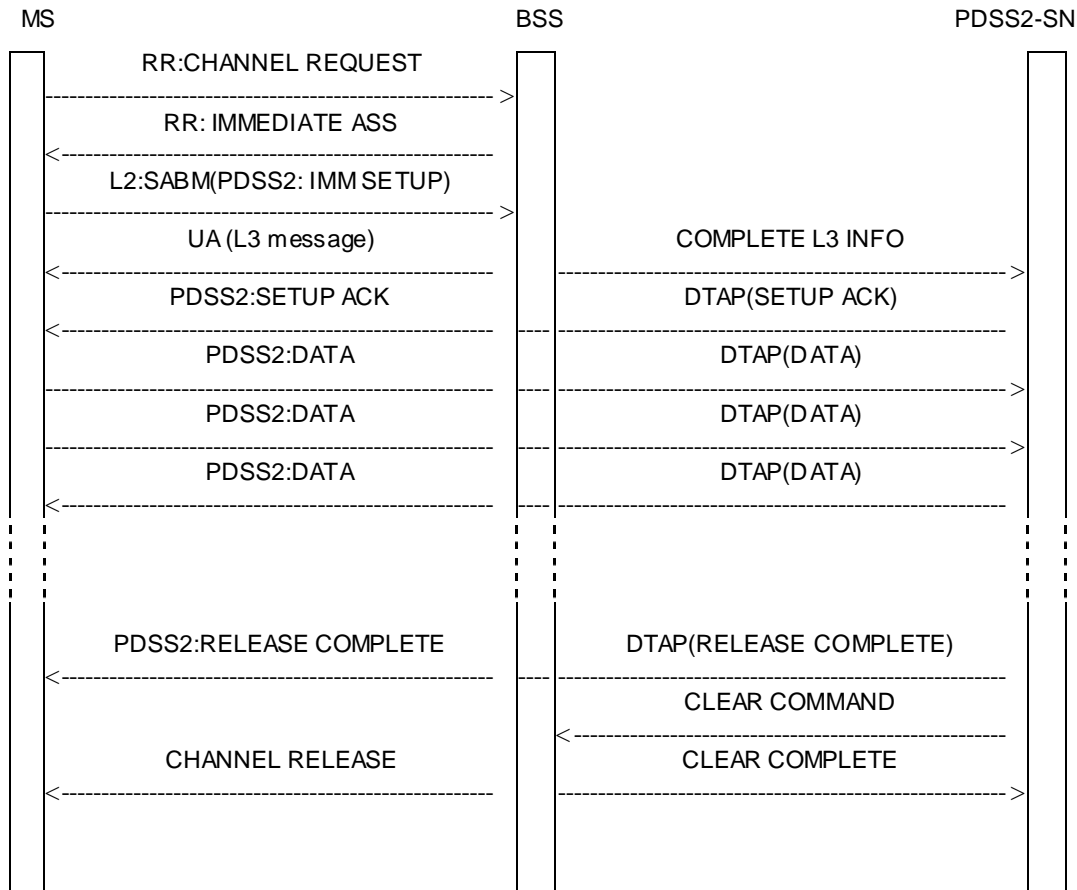 MS BSS PDSS2-SN
RR:CHANNEL REQUEST
RR: IMMEDIATE ASS
L2:SABM(PDSS2: IMM SETUP)
UA (L3 message) COMPLETE L3 INFO
PDSS2:SETUP ACK DTAP(SETUP ACK)
PDSS2:DATA DTAP(DATA)
PDSS2:DATA DTAP(DATA)
PDSS2:DATA DTAP(DATA)
PDSS2:RELEASE COMPLETE DTAP(RELEASE COMPLETE)
CLEAR COMMAND
CHANNEL RELEASE CLEAR COMPLETE